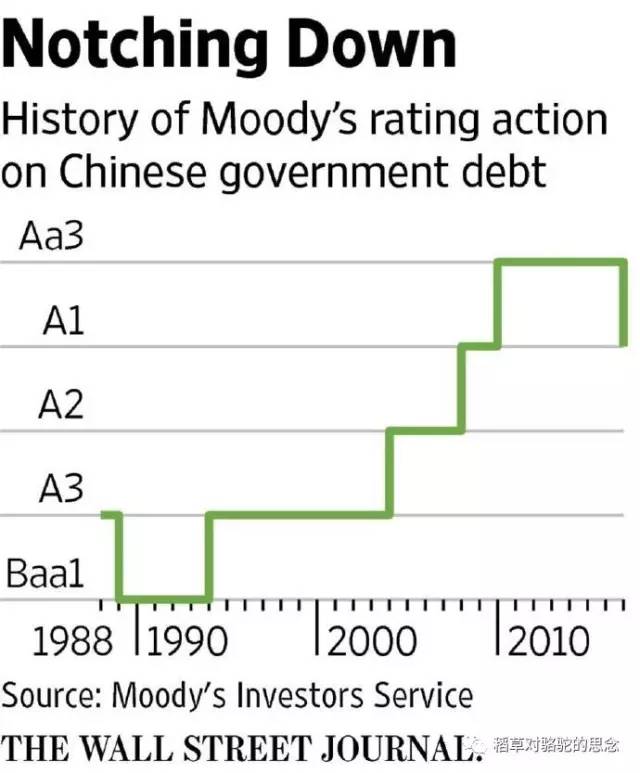 Notching Down
History of Moody's rating action
on Chinese government debt
Aa3
A1
A2
A3
Baa1
1988 1990 2000 2010
Source: Moody's Investors Service
THE WALL STREET JOURNAL.
稻草对骆驼的思念